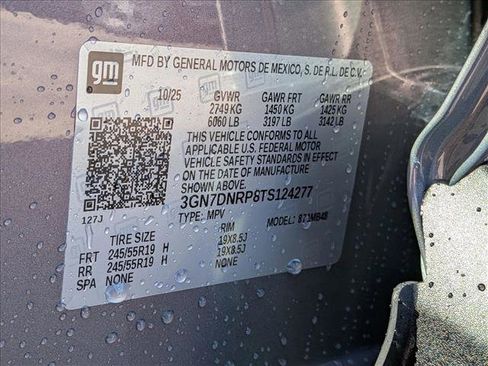 gm
MFD BY GENERAL MOTORS DE MEXICO, S. DE R.L. DE C.V.
10/25 GVWR GAWR FRT GAWR RR
2749 KG 1450 KG 1425 KG
6060 LB 3197 LB 3142 LB
THIS VEHICLE CONFORMS TO ALL
APPLICABLE U.S. FEDERAL MOTOR
VEHICLE SAFETY STANDARDS IN EFFECT
ON THE DATE OF MANUFACTURE
SHOWN ABOVE.
3GN7DNRP8TS124277
127J TYPE: MPV MODEL: 871MB48
TIRE SIZE RIM
FRT 245/55R19 H 19X8.5J
RR 245/55R19 H 19X8.5J
SPA NONE NONE